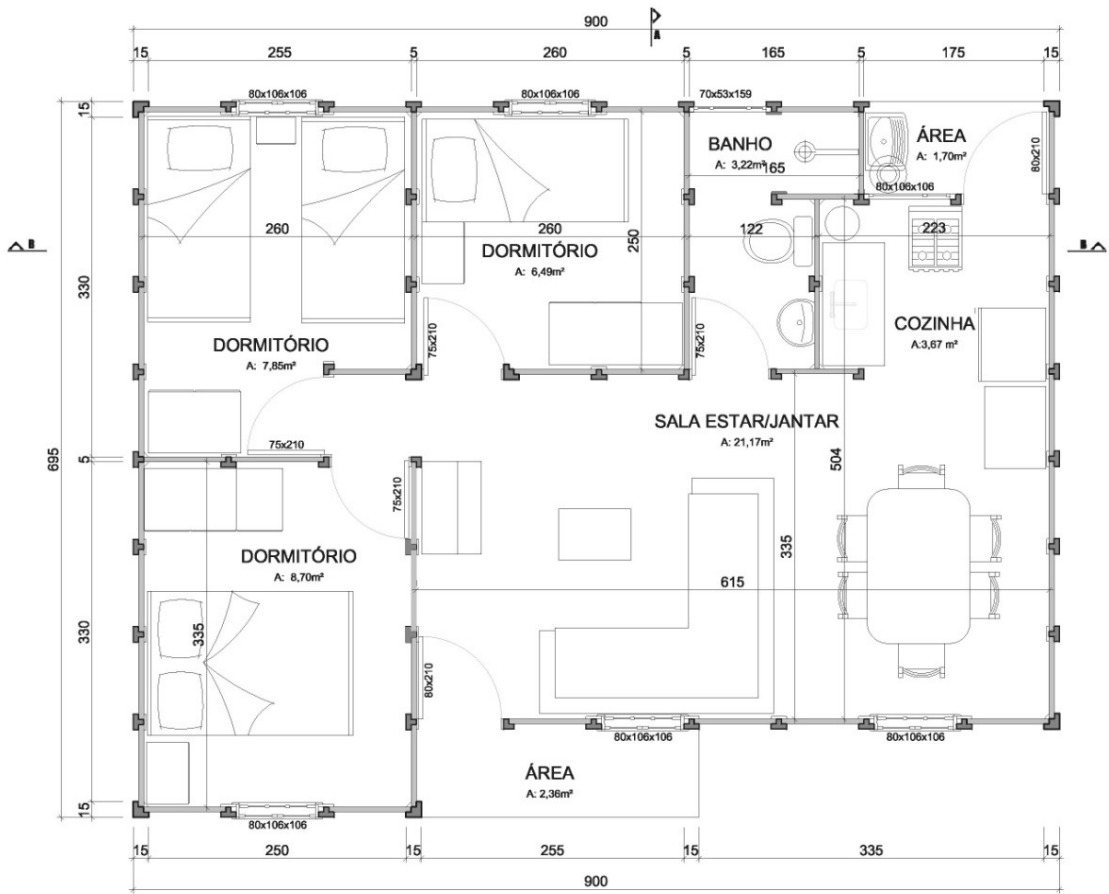 900
A
15 255 5 260 5 165 5 175 15
80x106x106 80x106x106 70x53x159
15
BANHO
A: 3,22m²
165
ÁREA
A: 1,70m²
80x210
80x106x106
B B
260 260 250 122 223
DORMITÓRIO
A: 6,49m²
330
COZINHA
A:3,67 m²
DORMITÓRIO
A: 7,85m²
75x210
75x210
SALA ESTAR/JANTAR
A: 21,17m²
75x210
695
5
504
75x210
DORMITÓRIO
A: 8,70m²
335
615
330
335
80x210
80x106x106 80x106x106
ÁREA
A: 2,36m²
15
80x106x106
15 250 15 255 15 335 15
900